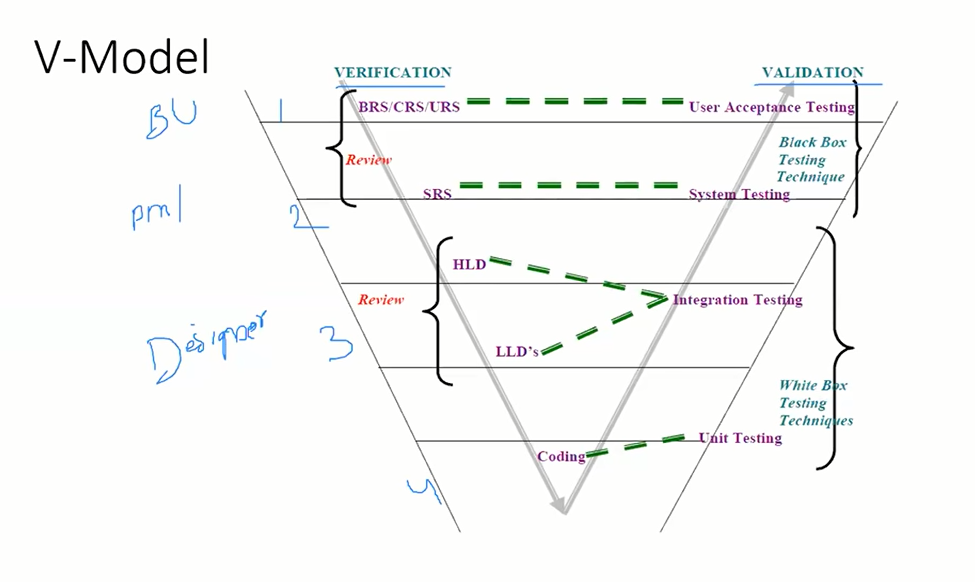 V-Model
VERIFICATION
VALIDATION
BU
1
BRS/CRS/URS
User Acceptance Testing
Black Box
Testing
Technique
Review
pml
2
SRS
System Testing
HLD
Review
Integration Testing
Designer
3
LLD's
White Box
Testing
Techniques
Unit Testing
Coding
4